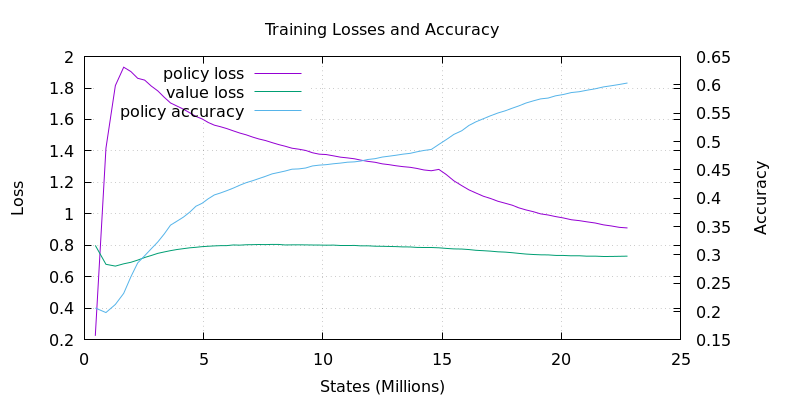 Training Losses and Accuracy
policy loss
value loss
policy accuracy
Loss
2
1.8
1.6
1.4
1.2
1
0.8
0.6
0.4
0.2
0.65
0.6
0.55
0.5
0.45
0.4
0.35
0.3
0.25
0.2
0.15
Accuracy
0 5 10 15 20 25
States (Millions)